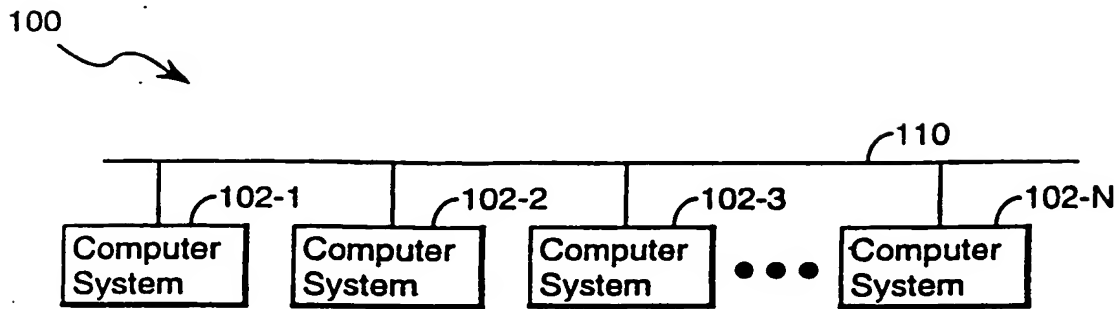 100
110
102-1
102-2
102-3
102-N
Computer
System
Computer
System
Computer
System
Computer
System